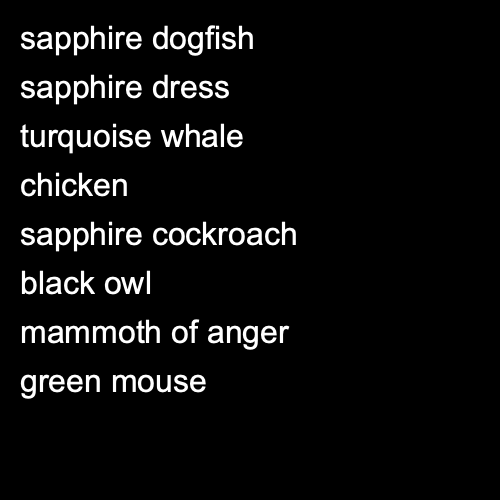 sapphire dogfish
sapphire dress
turquoise whale
chicken
sapphire cockroach
black owl
mammoth of anger
green mouse